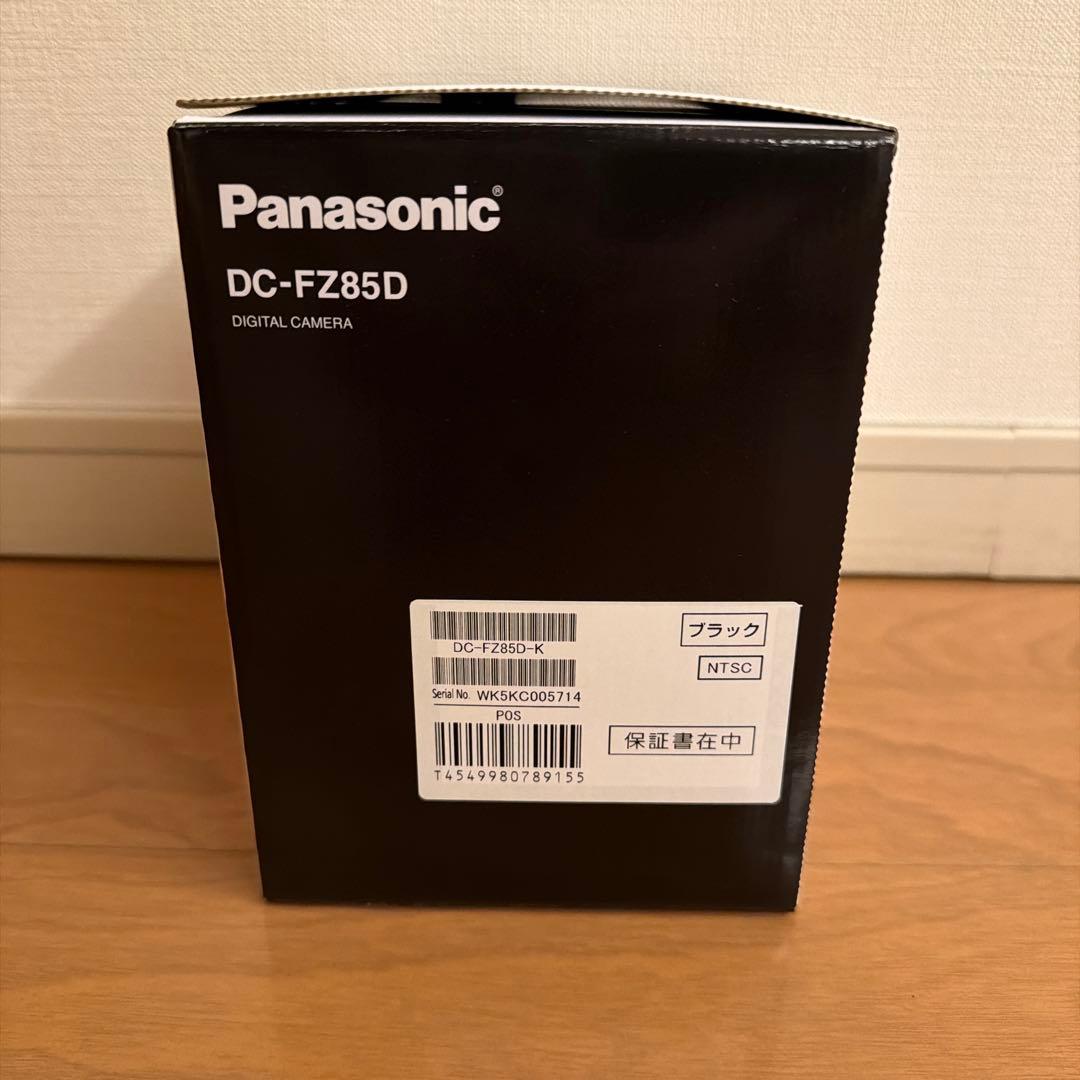 Panasonic®
DC-FZ85D
DIGITAL CAMERA
DC-FZ85D-K
ブラック
NTSC
Serial No. WK5KC005714
POS
保証書在中
T4549980789155